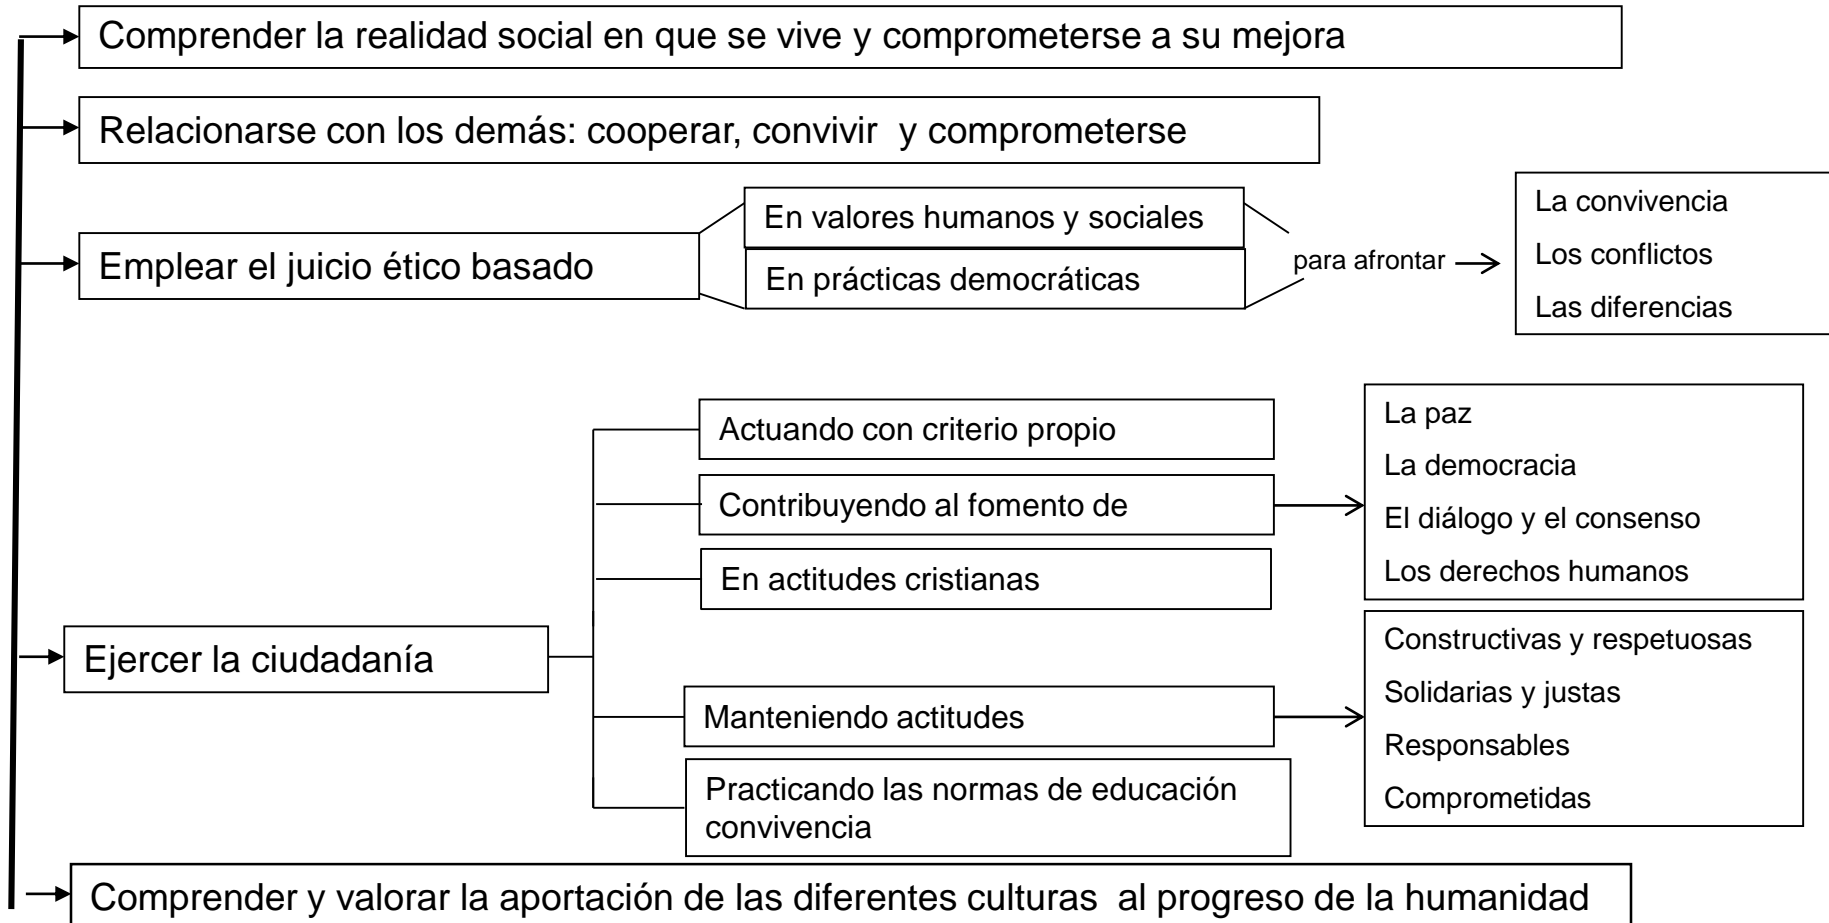 Comprender la realidad social en que se vive y comprometerse a su mejora
Relacionarse con los demás: cooperar, convivir y comprometerse
Emplear el juicio ético basado
En valores humanos y sociales
En prácticas democráticas
para afrontar
La convivencia
Los conflictos
Las diferencias
Ejercer la ciudadanía
Actuando con criterio propio
Contribuyendo al fomento de
La paz
La democracia
El diálogo y el consenso
Los derechos humanos
En actitudes cristianas
Manteniendo actitudes
Constructivas y respetuosas
Solidarias y justas
Responsables
Comprometidas
Practicando las normas de educación
convivencia
Comprender y valorar la aportación de las diferentes culturas al progreso de la humanidad